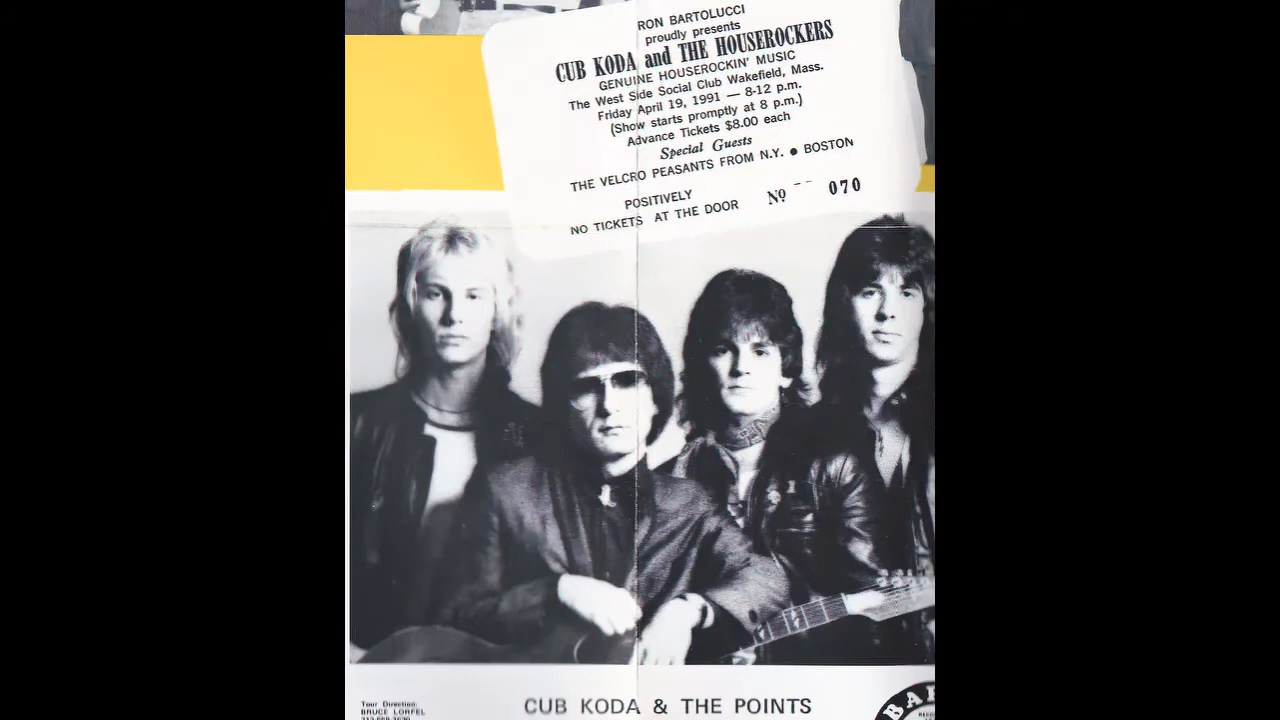 RON BARTOLUCCI
proudly presents
CUB KODA and THE HOUSEROCKERS
GENUINE HOUSEROCKIN' MUSIC
The West Side Social Club Wakefield, Mass.
Friday April 19, 1991 — 8-12 p.m.
(Show starts promptly at 8 p.m.)
Advance Tickets $8.00 each
Special Guests
THE VELCRO PEASANTS FROM N.Y. ● BOSTON
POSITIVELY
NO TICKETS AT THE DOOR
Nº -- 070
CUB KODA & THE POINTS
Tour Direction:
BRUCE LORFEL